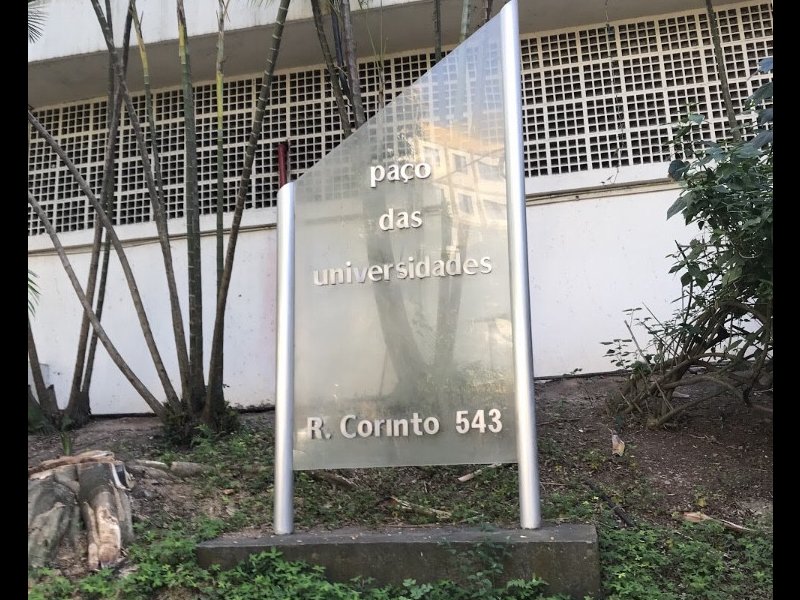 paço
das
universidades
R. Corinto 543